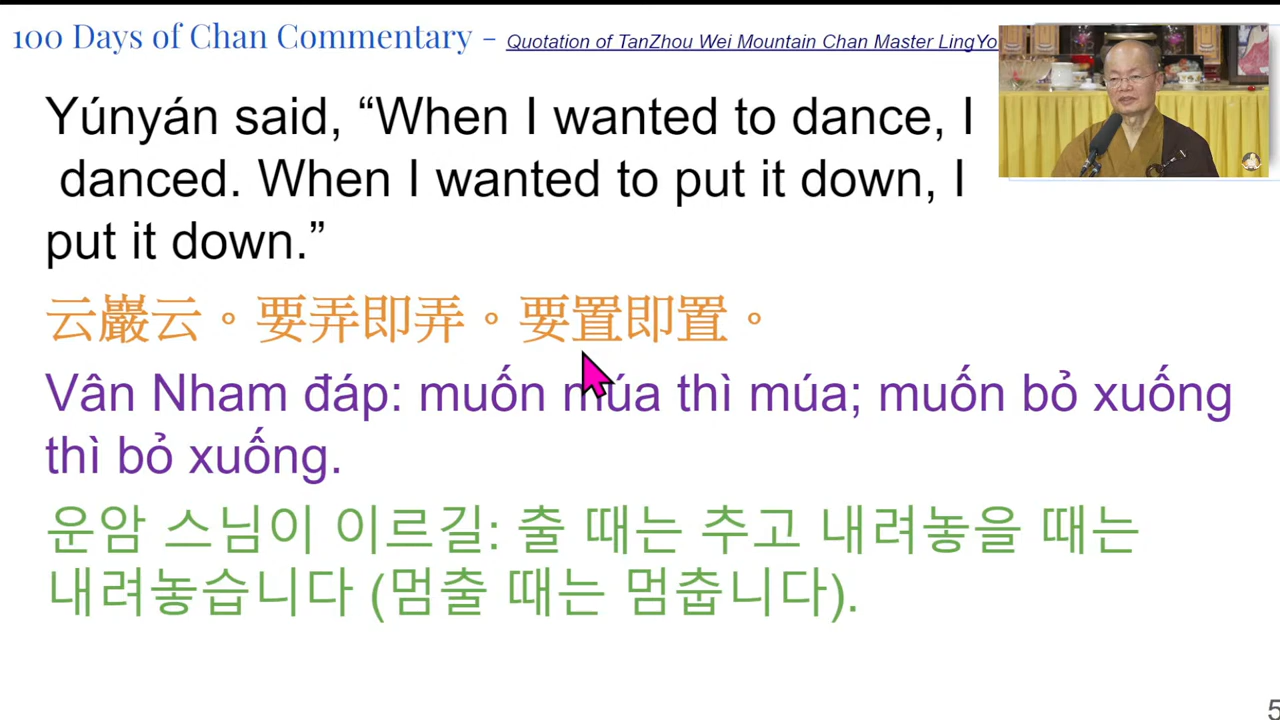 100 Days of Chan Commentary – Quotation of TanZhou Wei Mountain Chan Master LingYo
Yúnyán said, “When I wanted to dance, I
danced. When I wanted to put it down, I
put it down.”
云巖云。要弄即弄。要置即置。
Vân Nham đáp: muốn múa thì múa; muốn bỏ xuống
thì bỏ xuống.
운암 스님이 이르길: 출 때는 추고 내려놓을 때는
내려놓습니다 (멈출 때는 멈춥니다).
5